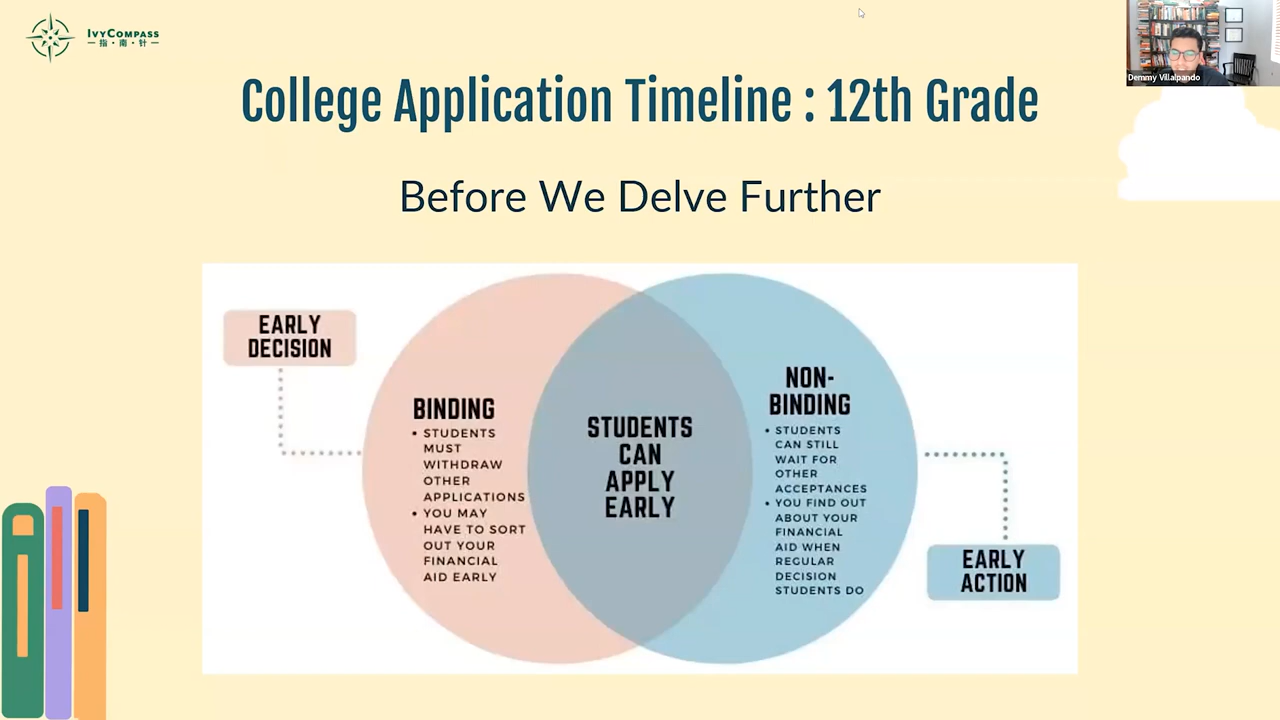 IVYCOMPASS
指·南·针
Demmy Villalpando
College Application Timeline : 12th Grade
Before We Delve Further
EARLY
DECISION
BINDING
• STUDENTS
MUST
WITHDRAW
OTHER
APPLICATIONS
• YOU MAY
HAVE TO SORT
OUT YOUR
FINANCIAL
AID EARLY
STUDENTS
CAN
APPLY
EARLY
NON-
BINDING
• STUDENTS
CAN STILL
WAIT FOR
OTHER
ACCEPTANCES
• YOU FIND OUT
ABOUT YOUR
FINANCIAL
AID WHEN
REGULAR
DECISION
STUDENTS DO
EARLY
ACTION